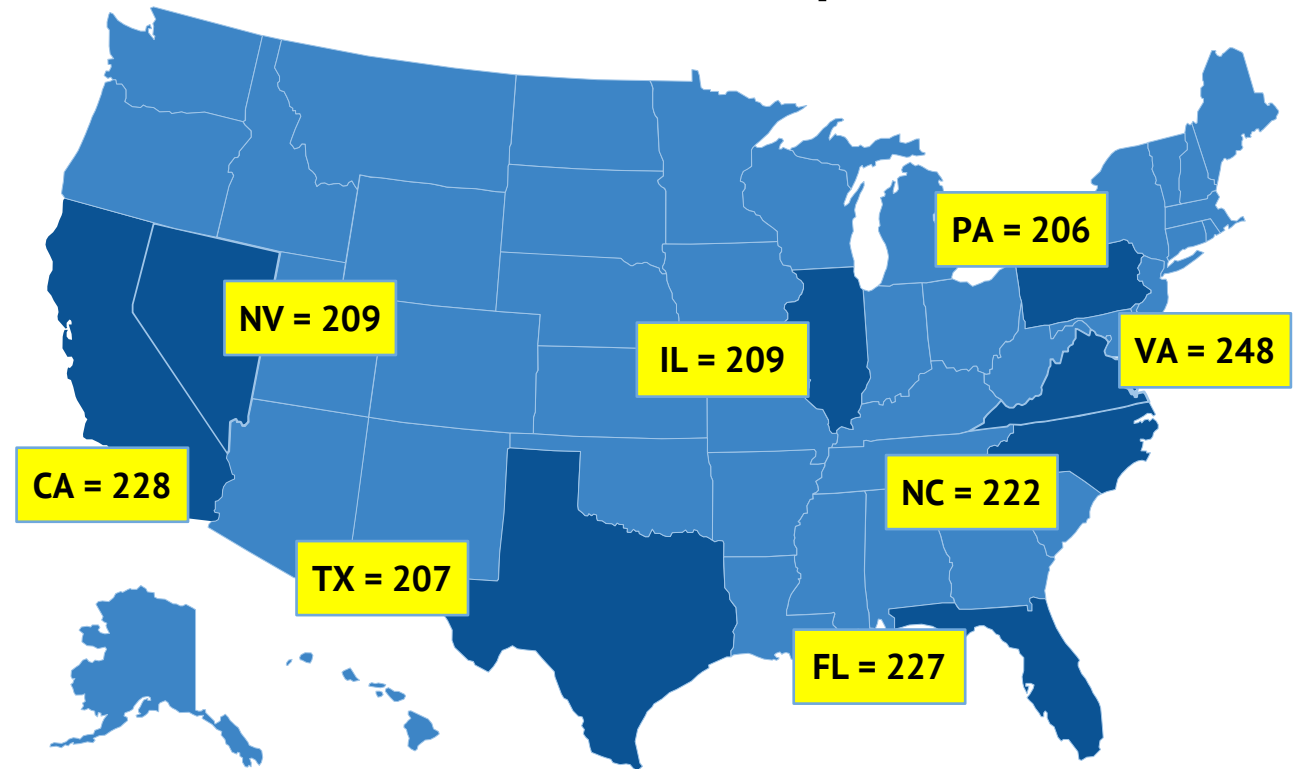 PA = 206
NV = 209
IL = 209
VA = 248
CA = 228
NC = 222
TX = 207
FL = 227